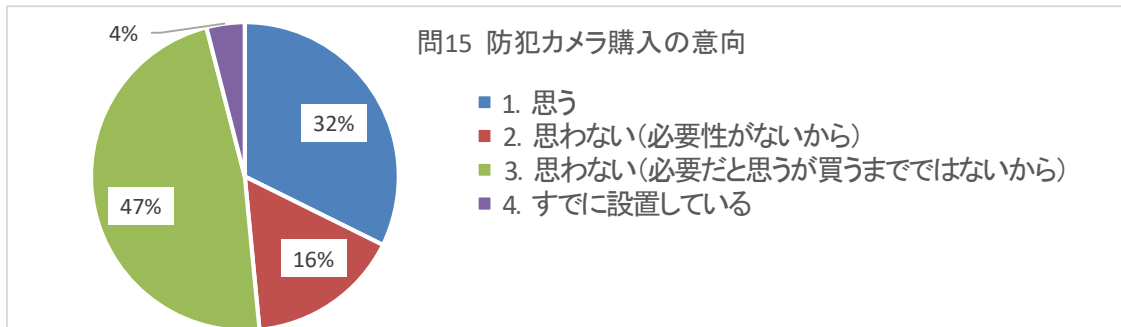 4%
問15 防犯カメラ購入の意向
32%
47%
16%
1. 思う
2. 思わない(必要性がないから)
3. 思わない(必要だと思うが買うまでではないから)
4. すでに設置している